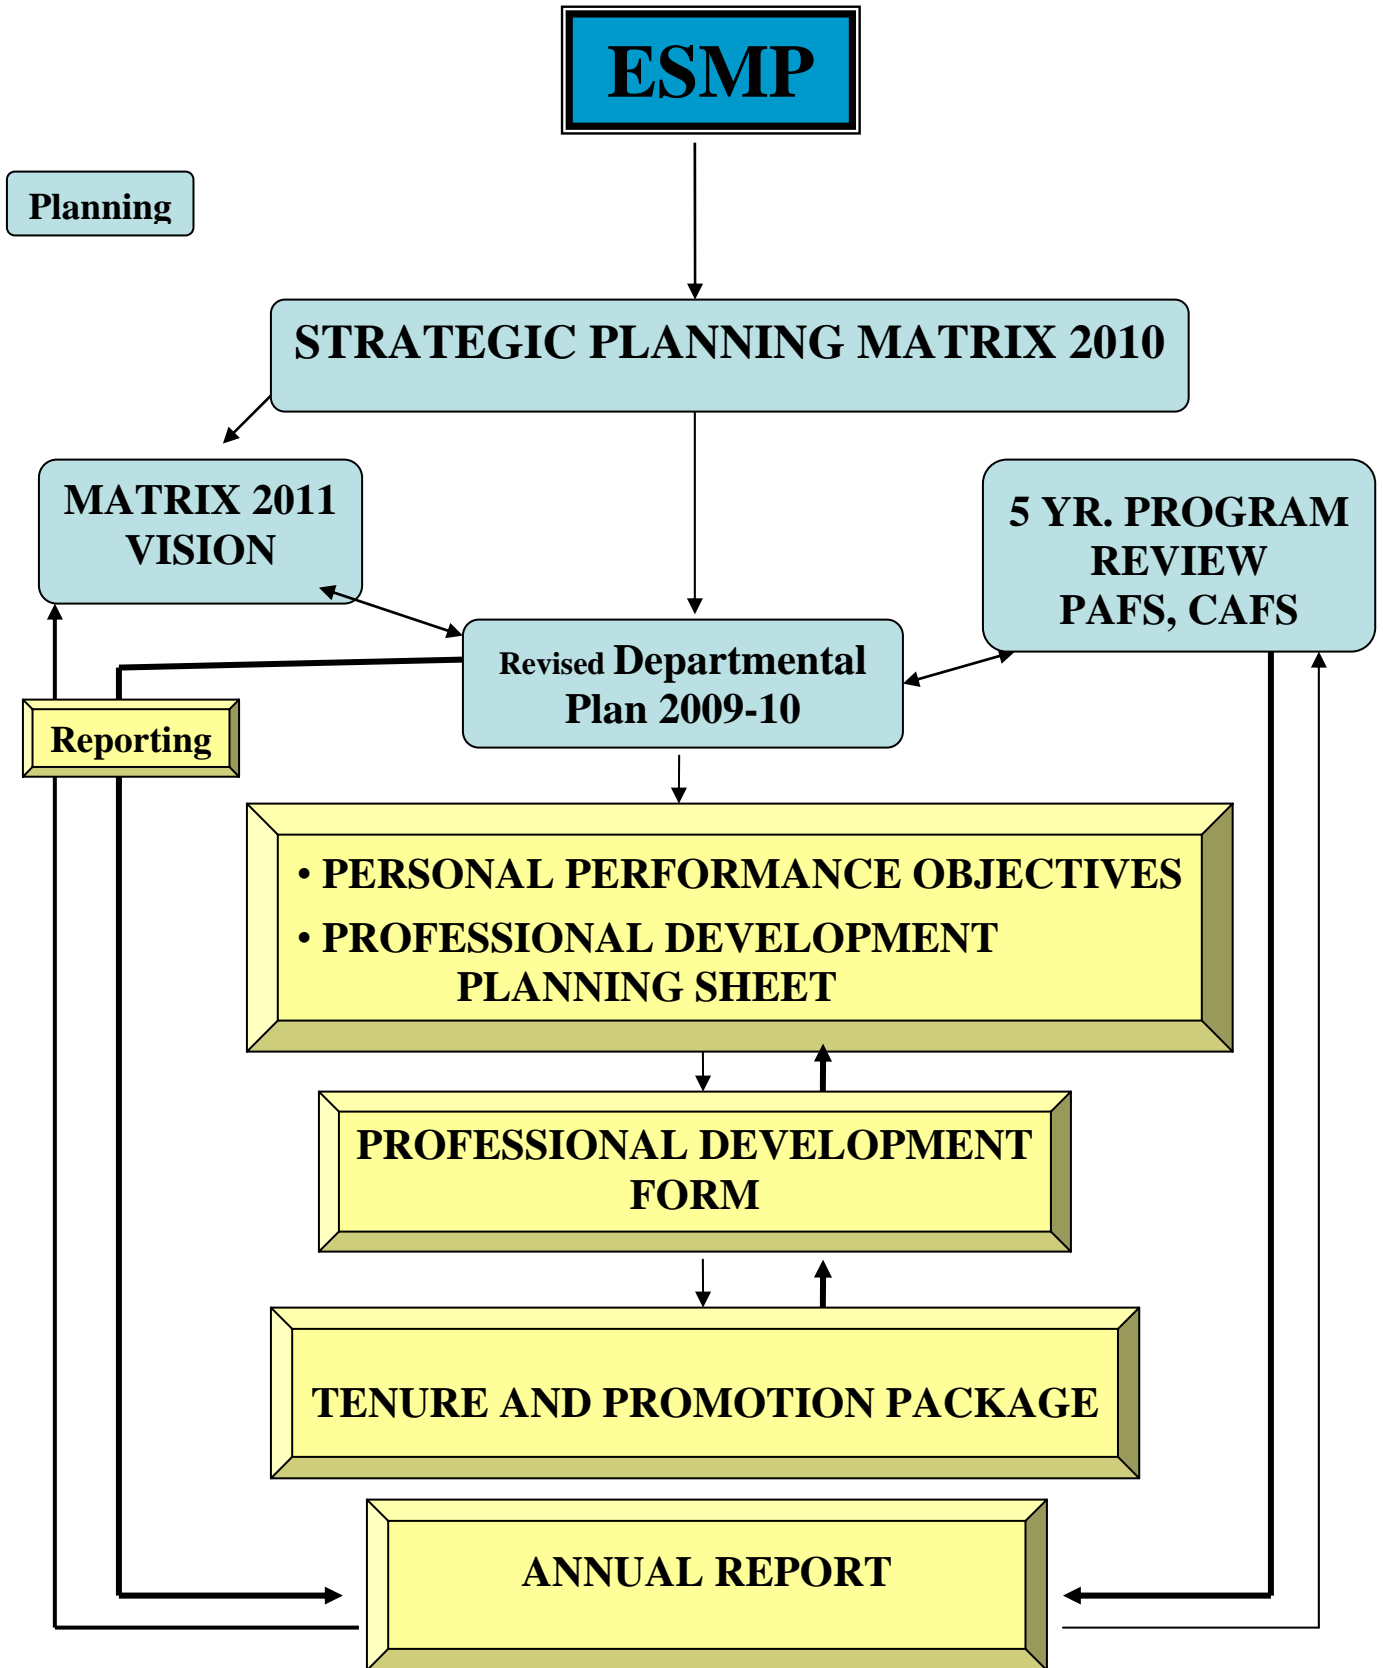 ESMP
Planning
STRATEGIC PLANNING MATRIX 2010
MATRIX 2011
VISION
5 YR. PROGRAM
REVIEW
PAFS, CAFS
Revised Departmental
Plan 2009-10
Reporting
• PERSONAL PERFORMANCE OBJECTIVES
• PROFESSIONAL DEVELOPMENT
PLANNING SHEET
PROFESSIONAL DEVELOPMENT
FORM
TENURE AND PROMOTION PACKAGE
ANNUAL REPORT